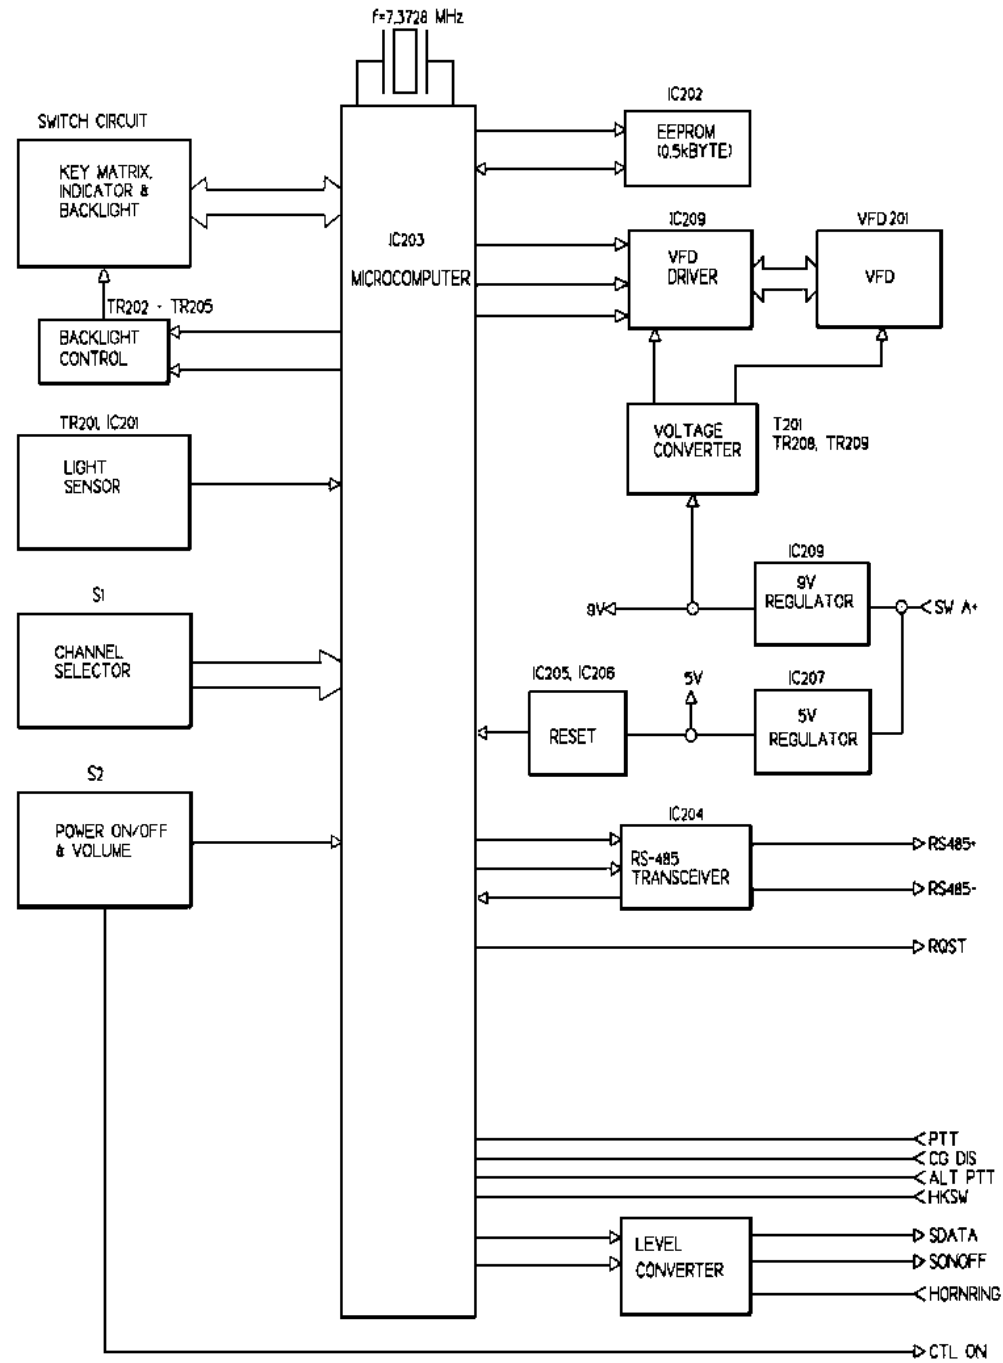 f=7.3728 MHz
IC202
SWITCH CIRCUIT
EEPROM
(0.5kBYTE)
KEY MATRIX,
INDICATOR &
BACKLIGHT
IC203
MICROCOMPUTER
IC209
VFD
DRIVER
VFD 201
VFD
TR202 - TR205
BACKLIGHT
CONTROL
TR201, IC201
LIGHT
SENSOR
VOLTAGE
CONVERTER
T201
TR208, TR209
IC209
9V
REGULATOR
9V
SW A+
S1
CHANNEL
SELECTOR
IC205, IC206
RESET
5V
IC207
5V
REGULATOR
S2
POWER ON/OFF
& VOLUME
IC204
RS-485
TRANSCEIVER
RS485+
RS485-
RQST
PTT
CG DIS
ALT PTT
HKSW
LEVEL
CONVERTER
SDATA
SONOFF
HORNRING
CTL ON